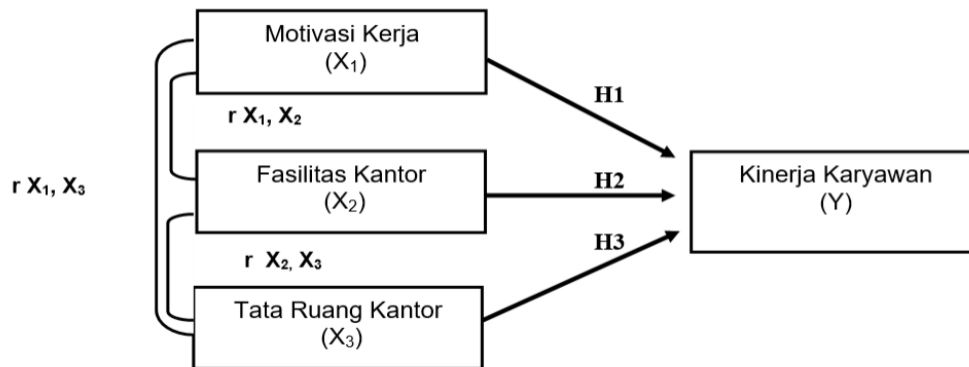 Motivasi Kerja
(X₁)
H1
r X₁, X₂
Fasilitas Kantor
(X₂)
H2
Kinerja Karyawan
(Y)
r X₁, X₃
H3
r X₂, X₃
Tata Ruang Kantor
(X₃)